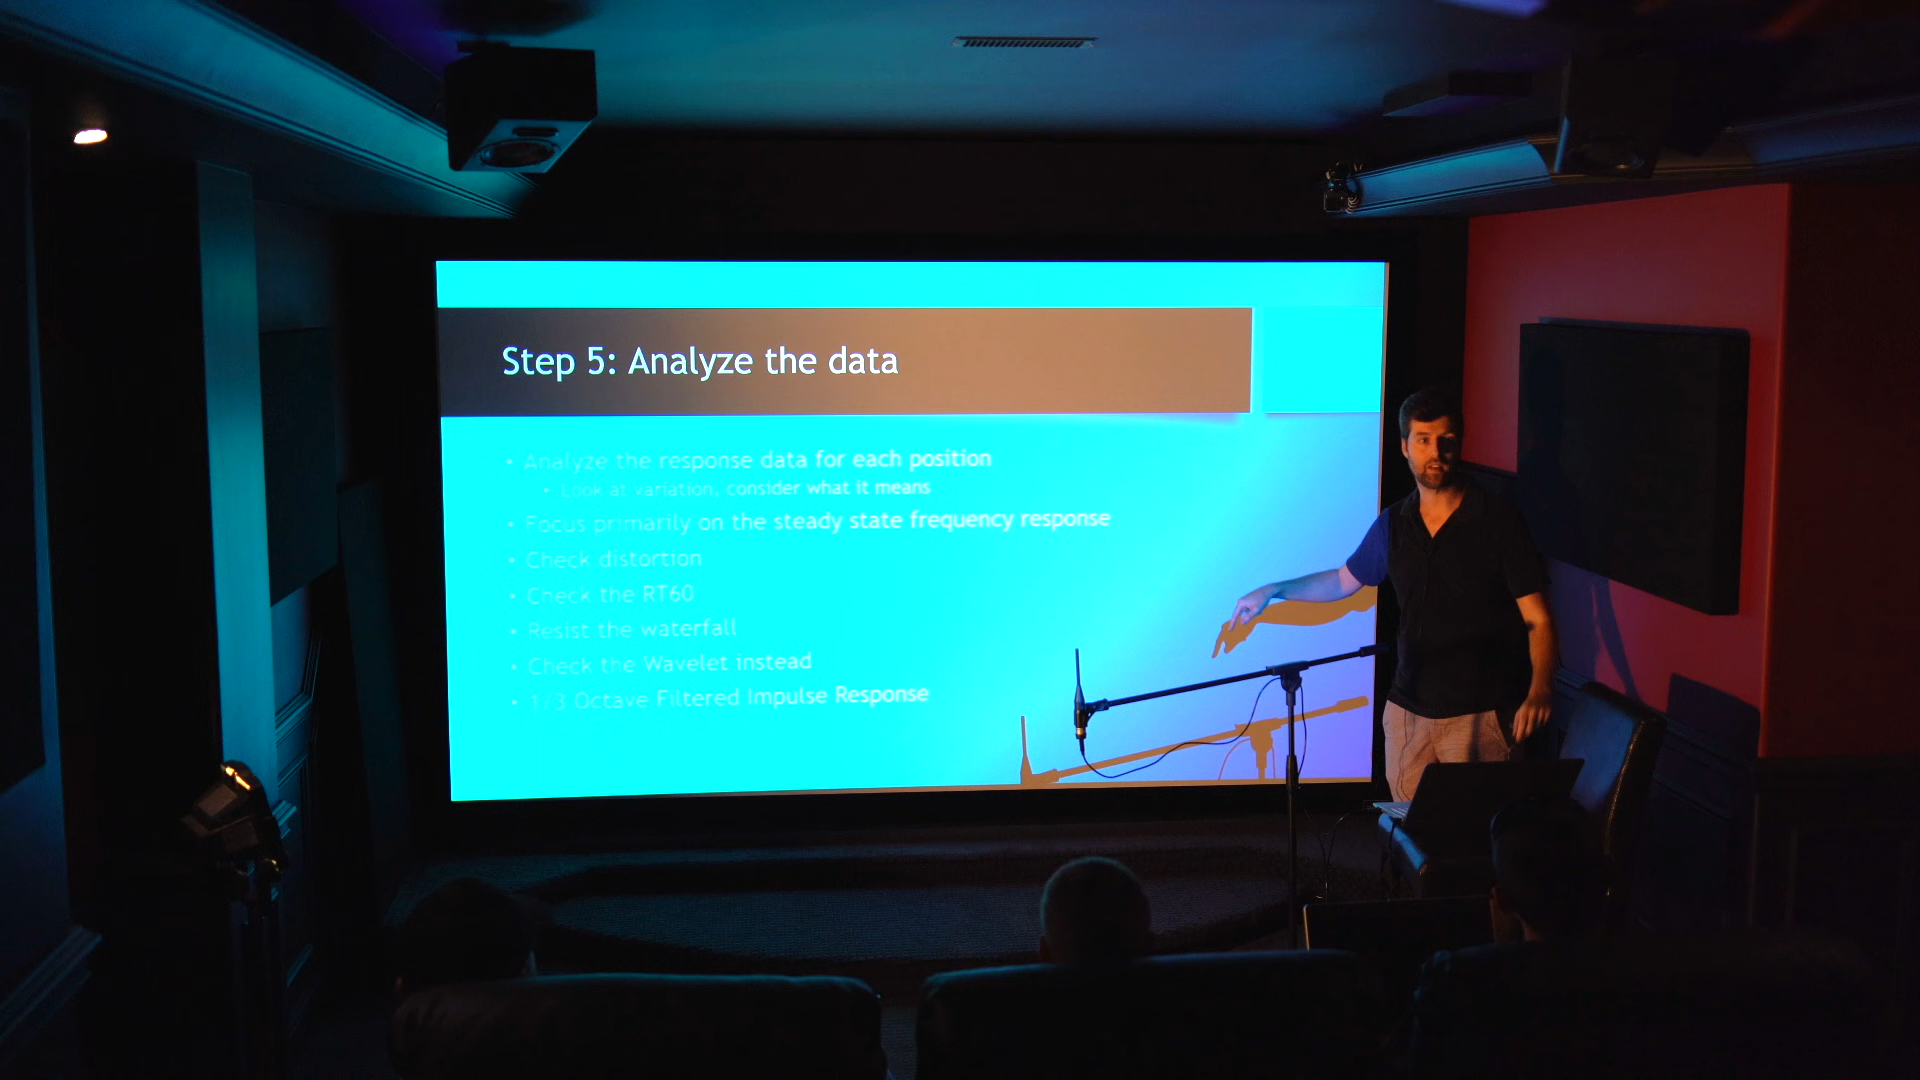 Step 5: Analyze the data
• Analyze the response data for each position
• Look at variation, consider what it means
• Focus primarily on the steady state frequency response
• Check distortion
• Check the RT60
• Resist the waterfall
• Check the Wavelet instead
• 1/3 Octave Filtered Impulse Response